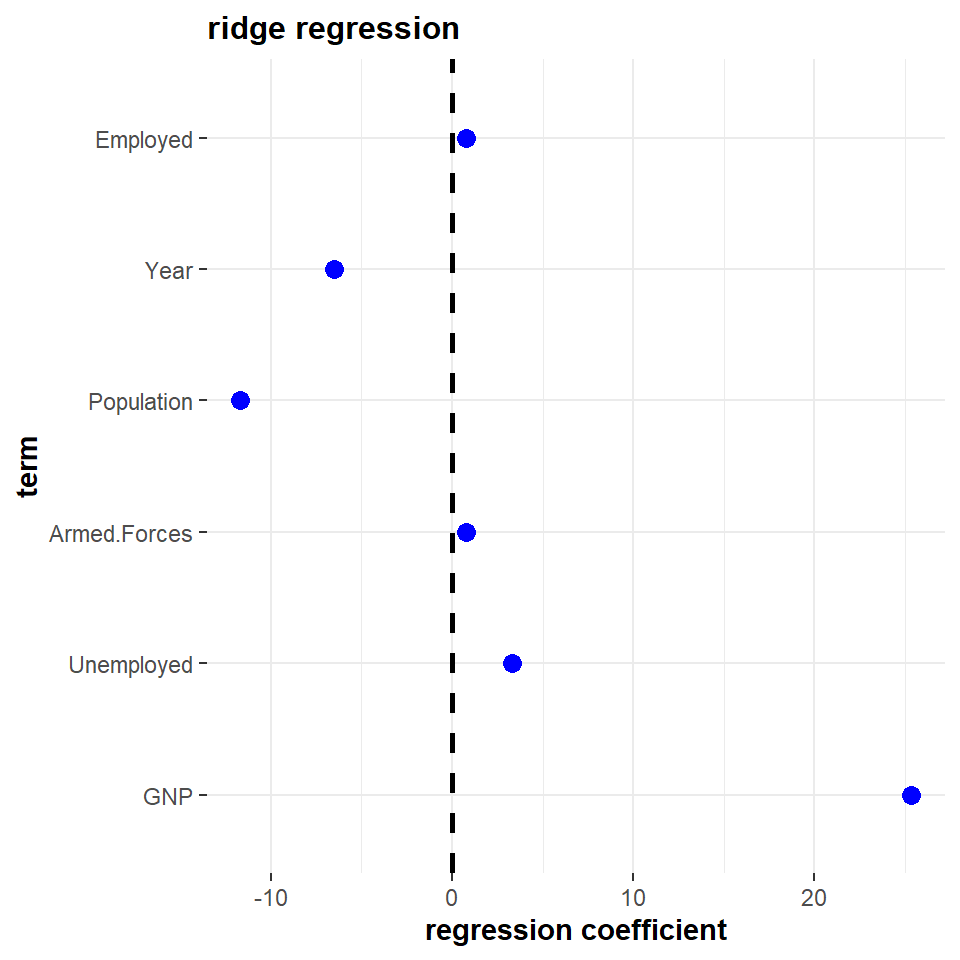 ridge regression
Employed
Year
Population
Armed.Forces
Unemployed
GNP
term
-10 0 10 20
regression coefficient